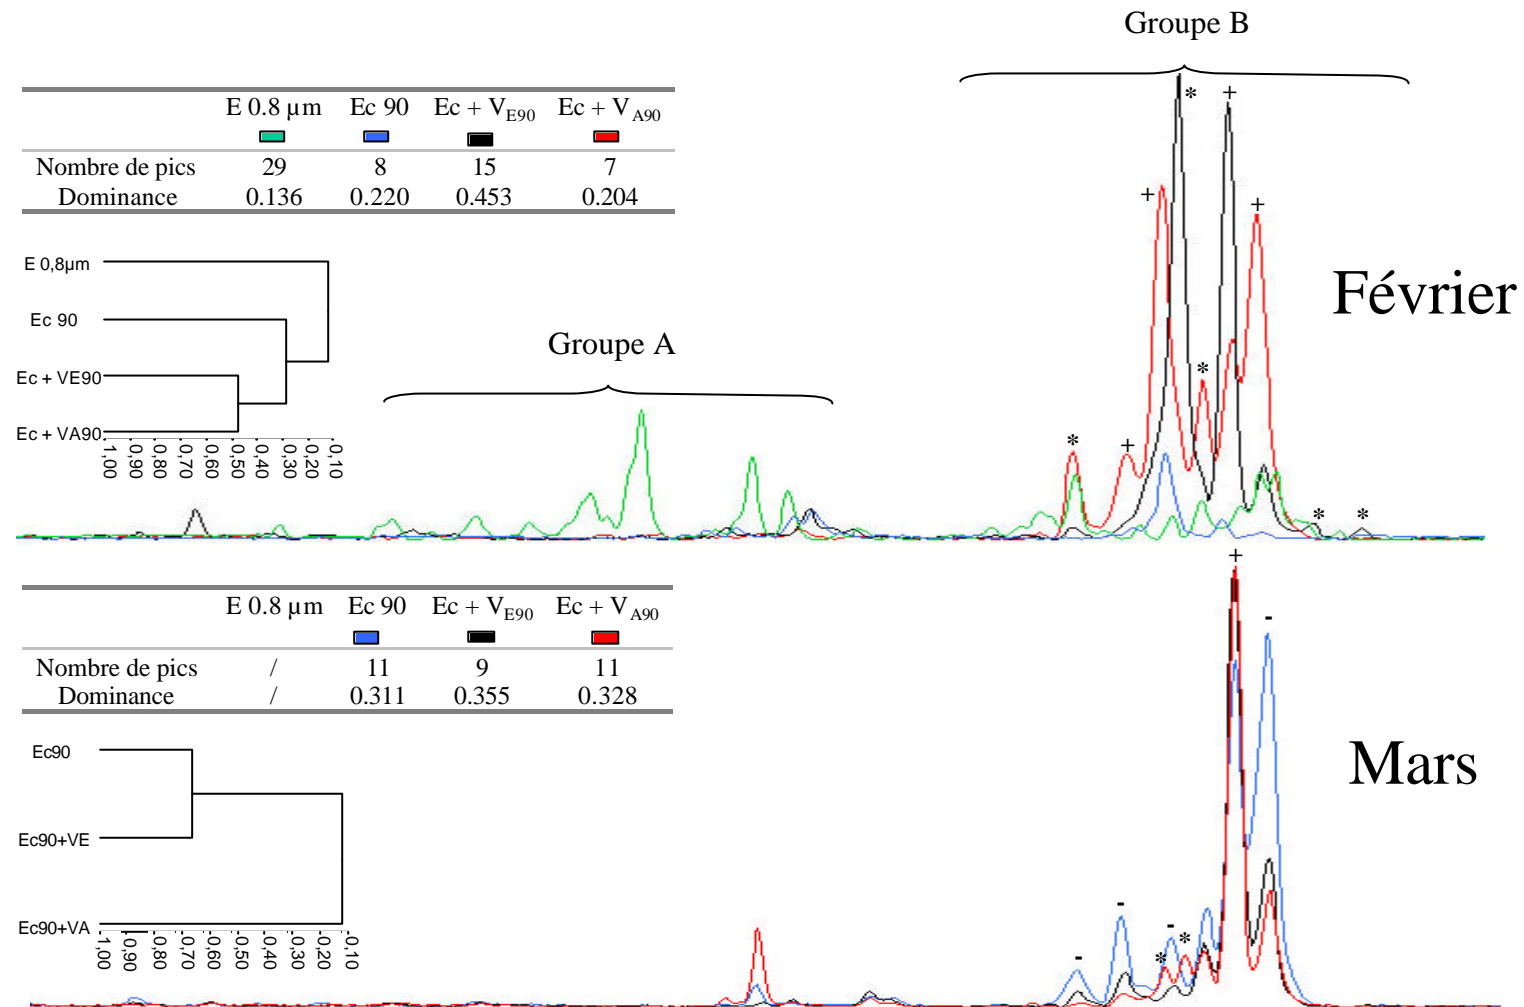 Groupe B
E 0.8 µm Ec 90 Ec + VE90 Ec + VA90
Nombre de pics 29 8 15 7
Dominance 0.136 0.220 0.453 0.204
* + + + * * + * *
E 0,8µm
Ec 90
Ec + VE90
Ec + VA90
1,00 0,90 0,80 0,70 0,60 0,50 0,40 0,30 0,20 0,10
Groupe A
Février
E 0.8 µm Ec 90 Ec + VE90 Ec + VA90
Nombre de pics / 11 9 11
Dominance / 0.311 0.355 0.328
+ - - - * * -
Ec90
Ec90+VE
Ec90+VA
1,00 0,90 0,80 0,70 0,60 0,50 0,40 0,30 0,20 0,10
Mars